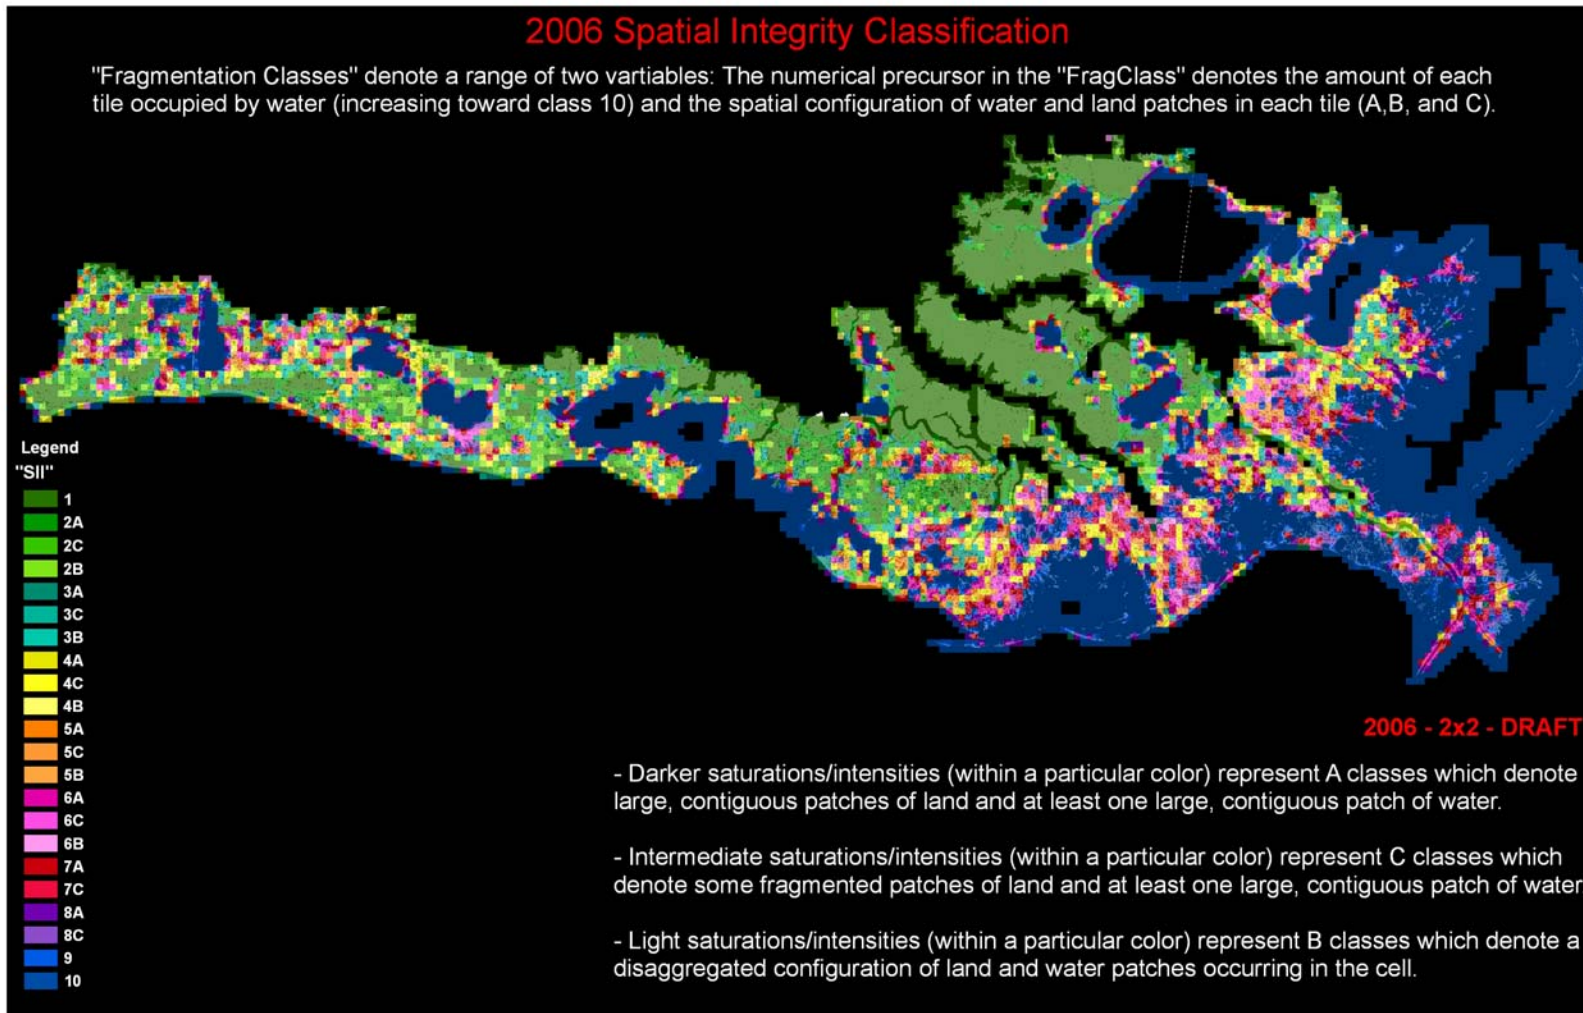 2006 Spatial Integrity Classification
"Fragmentation Classes" denote a range of two vartiables: The numerical precursor in the "FragClass" denotes the amount of each
tile occupied by water (increasing toward class 10) and the spatial configuration of water and land patches in each tile (A,B, and C).
Legend
"SII"
1
2A
2C
2B
3A
3C
3B
4A
4C
4B
5A
5C
5B
6A
6C
6B
7A
7C
8A
8C
9
10
2006 - 2x2 - DRAFT
- Darker saturations/intensities (within a particular color) represent A classes which denote
large, contiguous patches of land and at least one large, contiguous patch of water.
- Intermediate saturations/intensities (within a particular color) represent C classes which
denote some fragmented patches of land and at least one large, contiguous patch of water
- Light saturations/intensities (within a particular color) represent B classes which denote a
disaggregated configuration of land and water patches occurring in the cell.